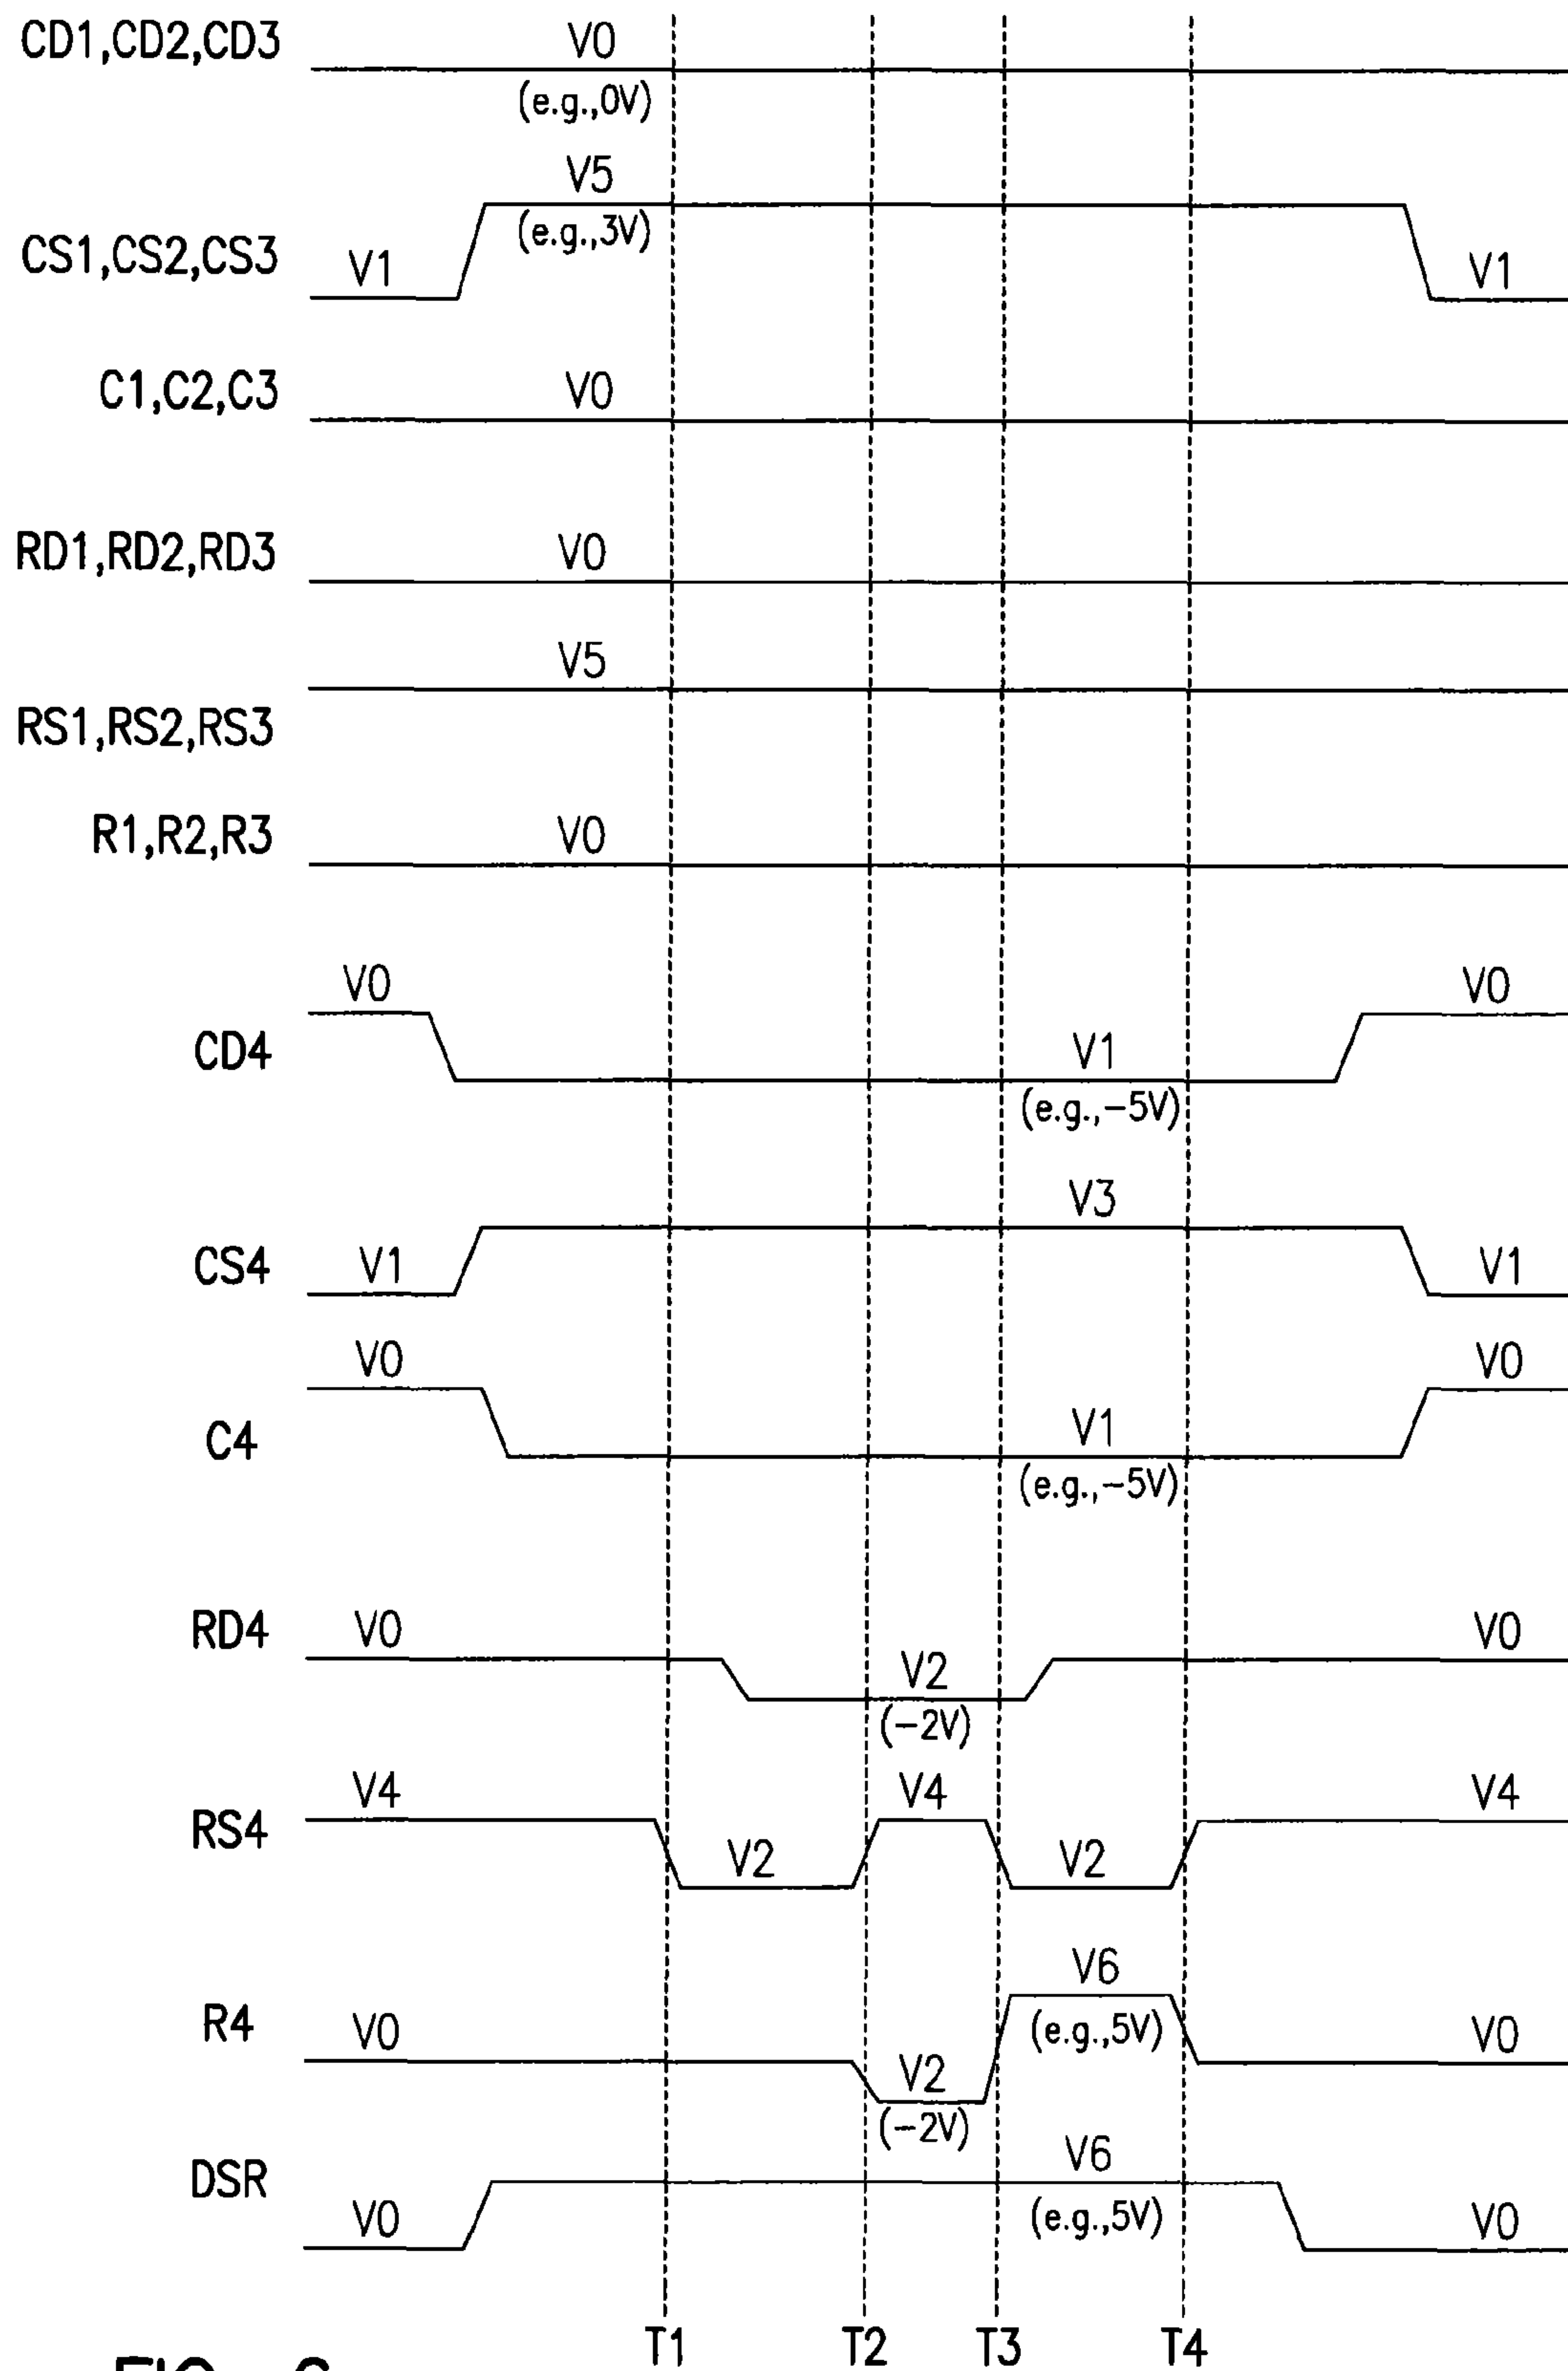 CD1,CD2,CD3 V0
(e.g.,0V)
V5
(e.g.,3V)
CS1,CS2,CS3 V1 V1
C1,C2,C3 V0
RD1,RD2,RD3 V0
V5
RS1,RS2,RS3
R1,R2,R3 V0
V0 V0
CD4 V1
(e.g.,-5V)
V3
CS4 V1 V1
V0 V0
C4 V1
(e.g.,-5V)
RD4 V0 V0
V2
(-2V)
V4 V4 V4
RS4 V2 V2
V6
R4 V0 (e.g.,5V) V0
V2
(-2V)
DSR V6
V0 (e.g.,5V) V0
T1 T2 T3 T4